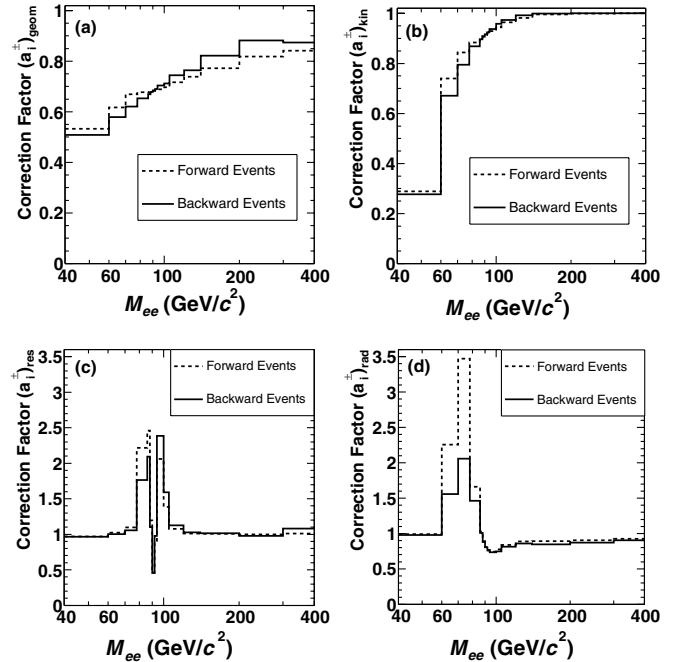 (a)
Correction Factor (a±i)geom
1
0.8
0.6
0.4
0.2
0
Forward Events
Backward Events
40 60 100 200 400
Mee (GeV/c2)
(b)
Correction Factor (a±i)kin
1
0.8
0.6
0.4
0.2
0
Forward Events
Backward Events
40 60 100 200 400
Mee (GeV/c2)
(c)
Correction Factor (a±i)res
3.5
3
2.5
2
1.5
1
0.5
0
Forward Events
Backward Events
40 60 100 200 400
Mee (GeV/c2)
(d)
Correction Factor (a±i)rad
3.5
3
2.5
2
1.5
1
0.5
0
Forward Events
Backward Events
40 60 100 200 400
Mee (GeV/c2)